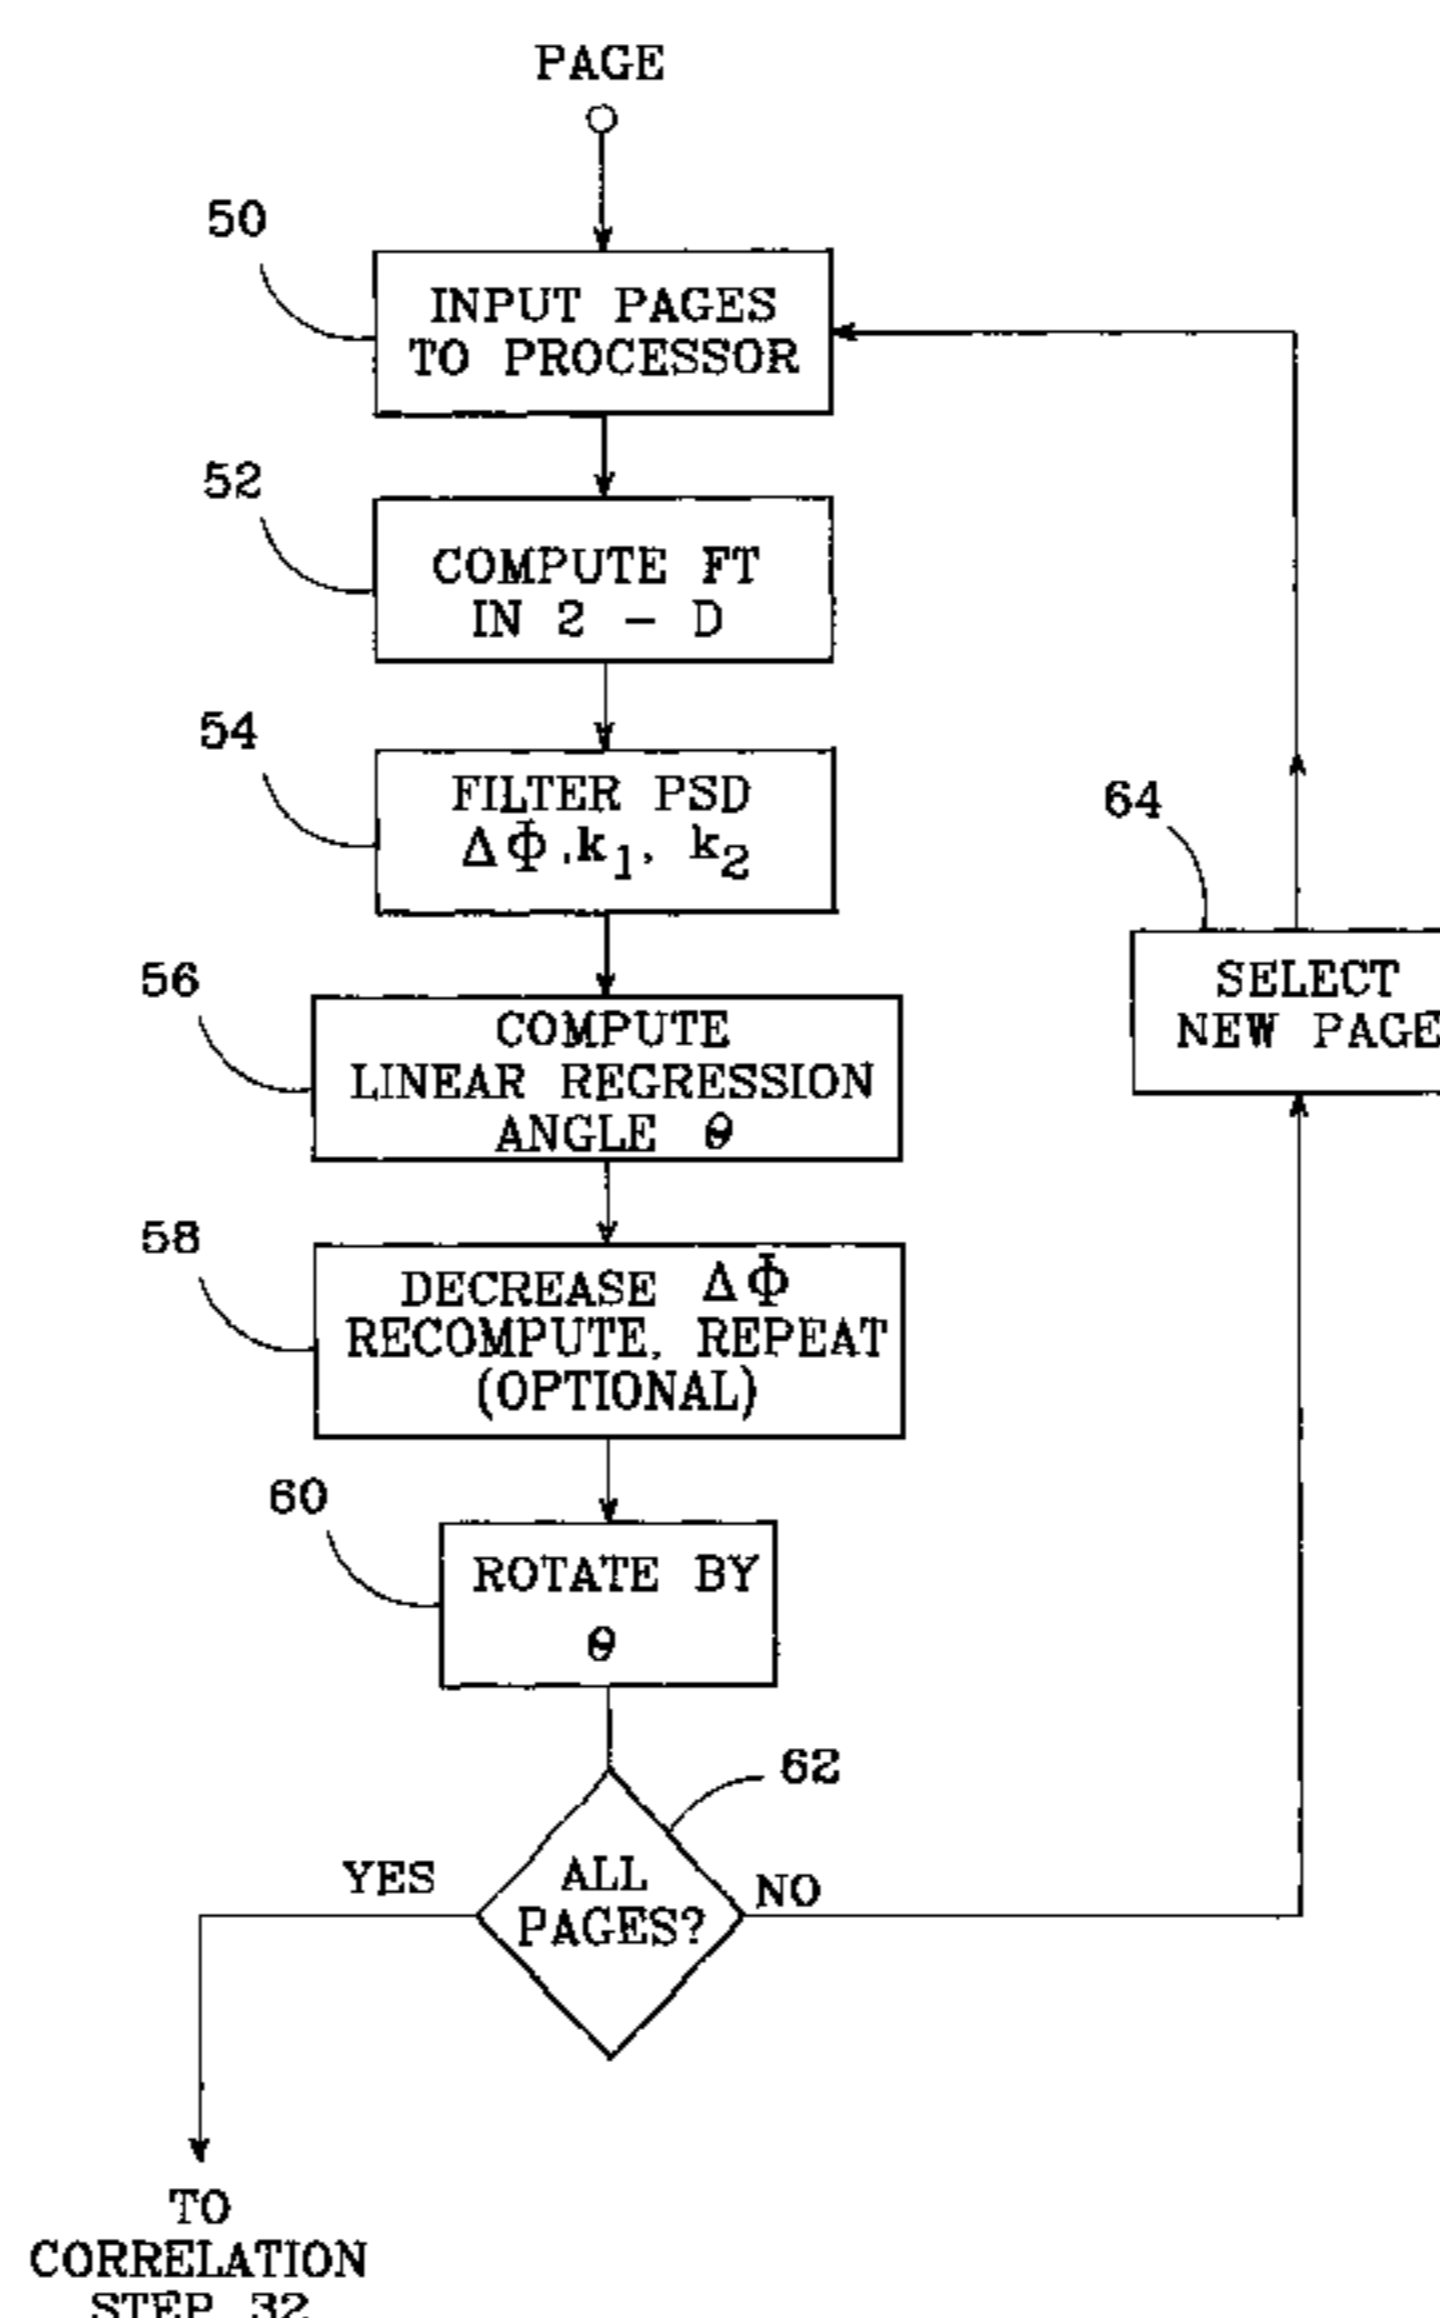 PAGE
50
INPUT PAGES
TO PROCESSOR
52
COMPUTE FT
IN 2 - D
54
FILTER PSD
ΔΦ.k₁, k₂
64
SELECT
NEW PAGE
56
COMPUTE
LINEAR REGRESSION
ANGLE θ
58
DECREASE ΔΦ
RECOMPUTE, REPEAT
(OPTIONAL)
60
ROTATE BY
θ
62
YES
ALL
PAGES?
NO
TO
CORRELATION
STEP 32